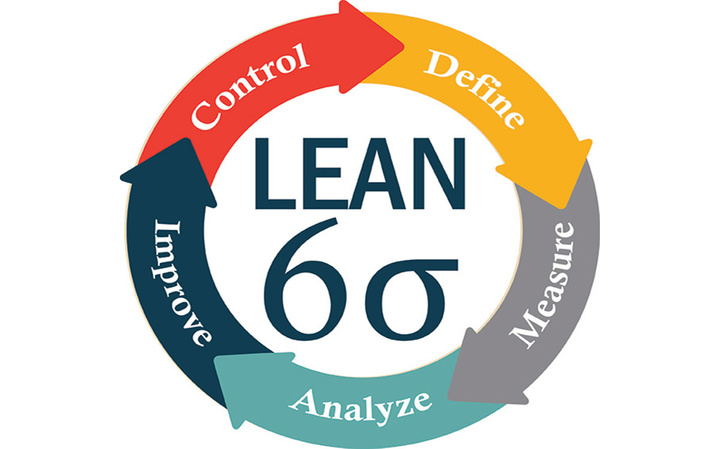 LEAN
6σ
Define
Measure
Analyze
Improve
Control